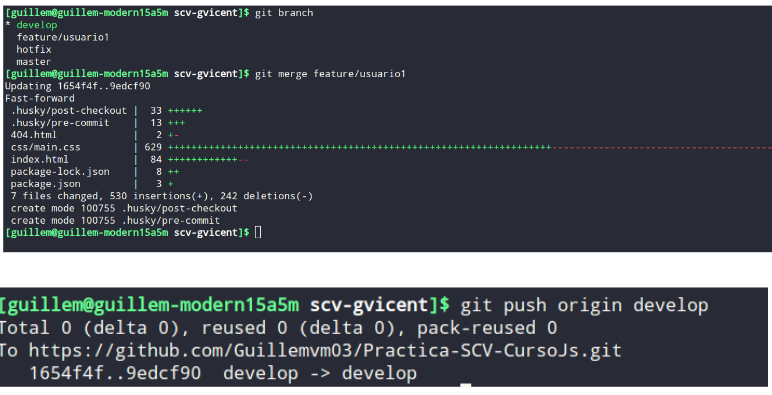 [guillem@guillem-modern15a5m scv-gvicent]$ git branch
* develop
  feature/usuario1
  hotfix
  master
[guillem@guillem-modern15a5m scv-gvicent]$ git merge feature/usuario1
Updating 1654f4f..9edcf90
Fast-forward
 .husky/post-checkout |  33 ++++++
 .husky/pre-commit    |  13 +++
 404.html             |   2 +-
 css/main.css         | 629 ++++++++++++++++++++++++++++++++++++++++++++++++++++++++++++++++++--------------------------------------
 index.html           |  84 ++++++++++++--
 package-lock.json    |   8 ++
 package.json         |   3 +
 7 files changed, 530 insertions(+), 242 deletions(-)
 create mode 100755 .husky/post-checkout
 create mode 100755 .husky/pre-commit
[guillem@guillem-modern15a5m scv-gvicent]$
[guillem@guillem-modern15a5m scv-gvicent]$ git push origin develop
Total 0 (delta 0), reused 0 (delta 0), pack-reused 0
To https://github.com/Guillemvm03/Practica-SCV-CursoJs.git
   1654f4f..9edcf90  develop -> develop